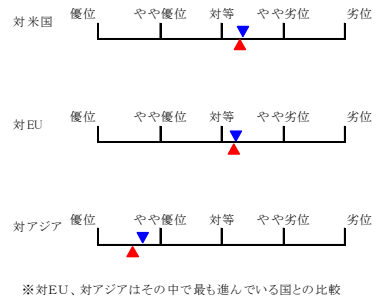 優位 やや優位 対等 やや劣位 劣位
対米国
優位 やや優位 対等 やや劣位 劣位
対EU
優位 やや優位 対等 やや劣位 劣位
対アジア
※対EU、対アジアはその中で最も進んでいる国との比較